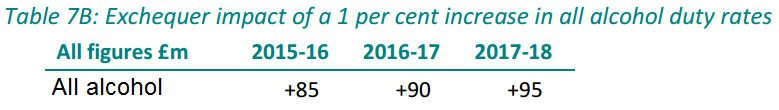 Table 7B: Exchequer impact of a 1 per cent increase in all alcohol duty rates
All figures £m 2015-16 2016-17 2017-18
All alcohol +85 +90 +95